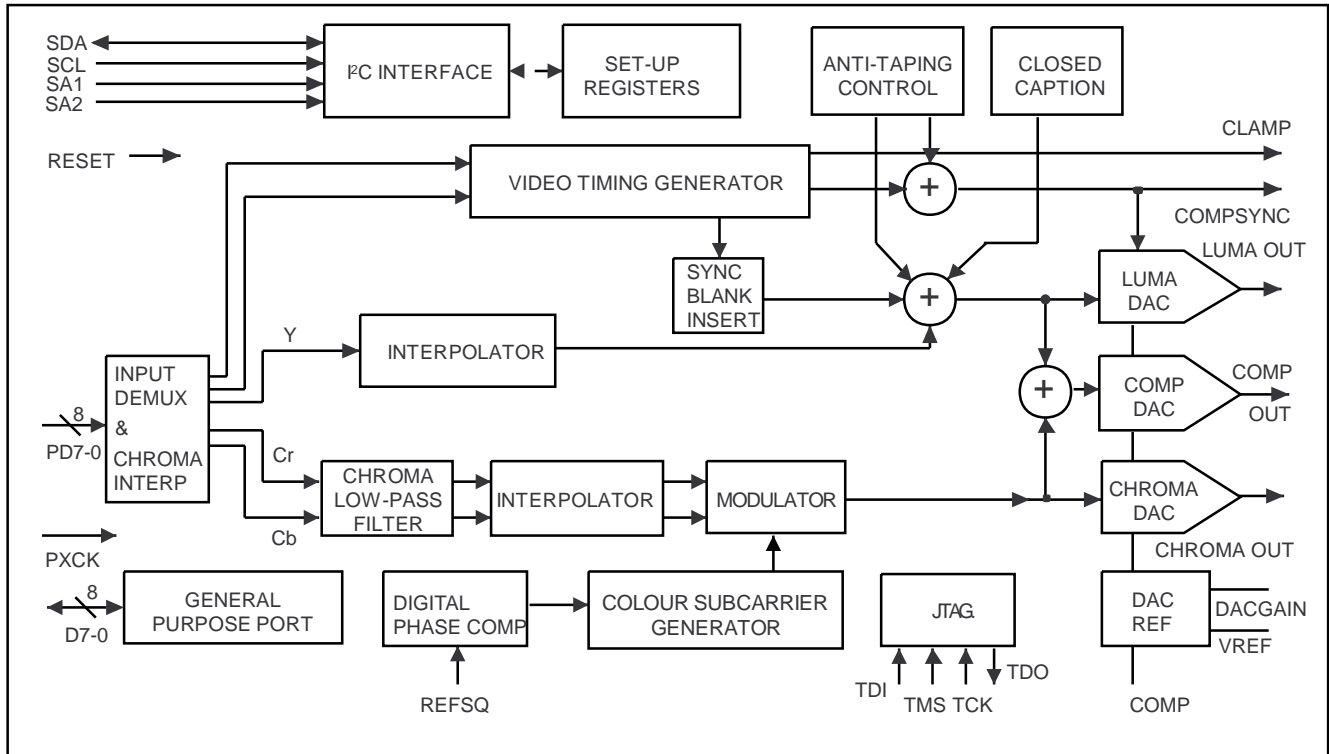 SDA
SCL
SA1
SA2
I²C INTERFACE
SET-UP
REGISTERS
ANTI-TAPING
CONTROL
CLOSED
CAPTION
RESET
CLAMP
VIDEO TIMING GENERATOR
+
COMPSYNC
SYNC
BLANK
INSERT
+
LUMA OUT
LUMA
DAC
Y
INTERPOLATOR
INPUT
DEMUX
&
CHROMA
INTERP
8
PD7-0
+
COMP
DAC
COMP
OUT
Cr
Cb
CHROMA
LOW-PASS
FILTER
INTERPOLATOR
MODULATOR
CHROMA
DAC
CHROMA OUT
PXCK
8
D7-0
GENERAL
PURPOSE PORT
DIGITAL
PHASE COMP
REFSQ
COLOUR SUBCARRIER
GENERATOR
JTAG.
TDI
TMS
TCK
TDO
DAC
REF
DACGAIN
VREF
COMP